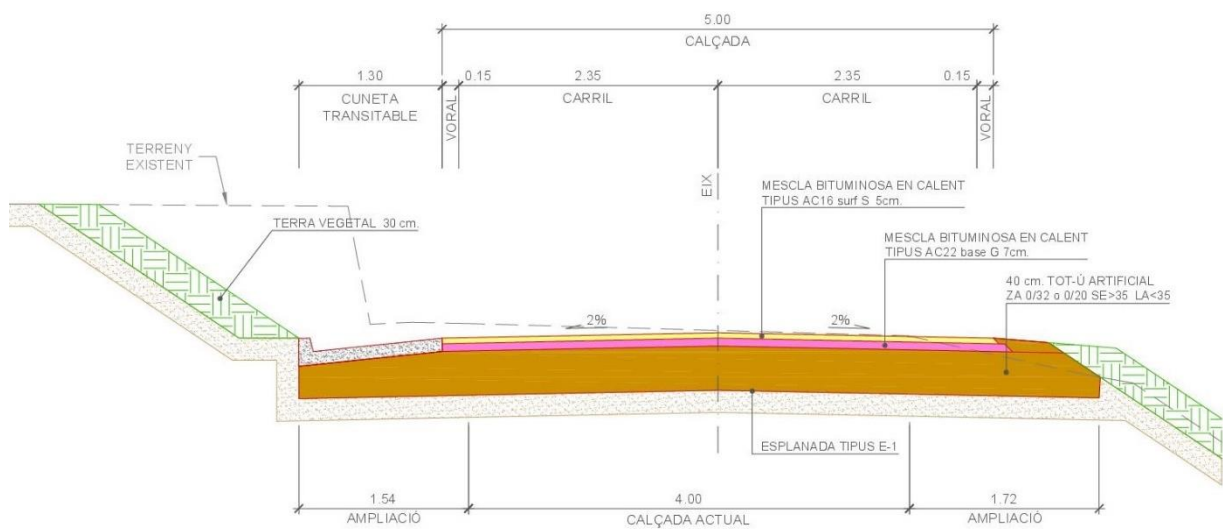 5.00
CALÇADA
1.30
0.15
2.35
2.35
0.15
CUNETA
TRANSITABLE
VORAL
CARRIL
CARRIL
VORAL
TERRENY
EXISTENT
EIX
MESCLA BITUMINOSA EN CALENT
TIPUS AC16 surf S 5cm.
TERRA VEGETAL 30 cm.
MESCLA BITUMINOSA EN CALENT
TIPUS AC22 base G 7cm.
40 cm. TOT-Ú ARTIFICIAL
ZA 0/32 o 0/20 SE>35 LA<35
2%
2%
ESPLANADA TIPUS E-1
1.54
4.00
1.72
AMPLIACIÓ
CALÇADA ACTUAL
AMPLIACIÓ